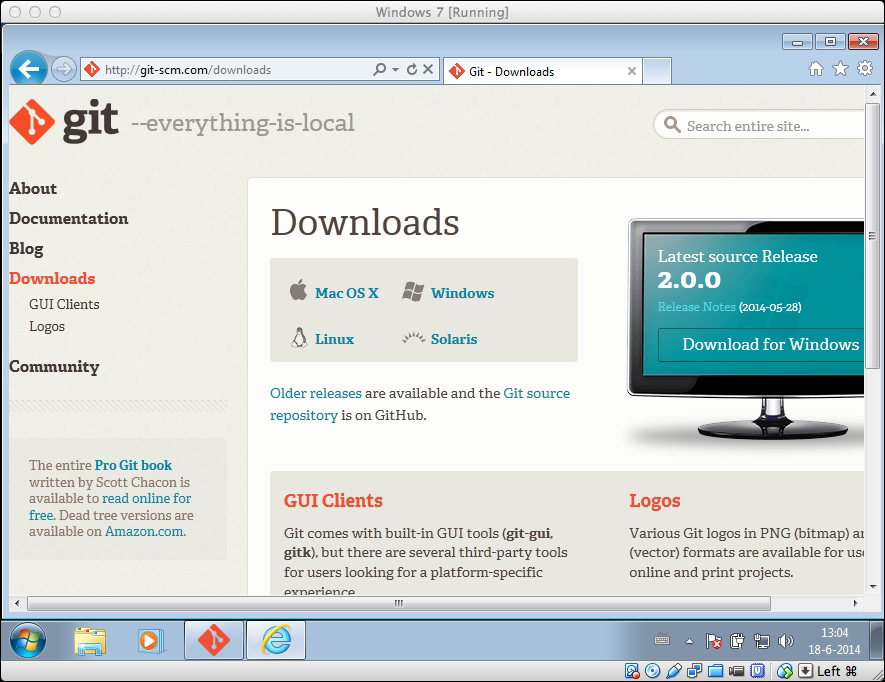 Windows 7 [Running]
http://git-scm.com/downloads
Git - Downloads
git --everything-is-local
Search entire site...
About
Documentation
Blog
Downloads
GUI Clients
Logos
Community
The entire Pro Git book
written by Scott Chacon is
available to read online for
free. Dead tree versions are
available on Amazon.com.
Downloads
Mac OS X
Windows
Linux
Solaris
Older releases are available and the Git source
repository is on GitHub.
Latest source Release
2.0.0
Release Notes (2014-05-28)
Download for Windows
GUI Clients
Git comes with built-in GUI tools (git-gui,
gitk), but there are several third-party tools
for users looking for a platform-specific
experience
Logos
Various Git logos in PNG (bitmap) an
(vector) formats are available for use
online and print projects.
13:04
18-6-2014
Left ⌘